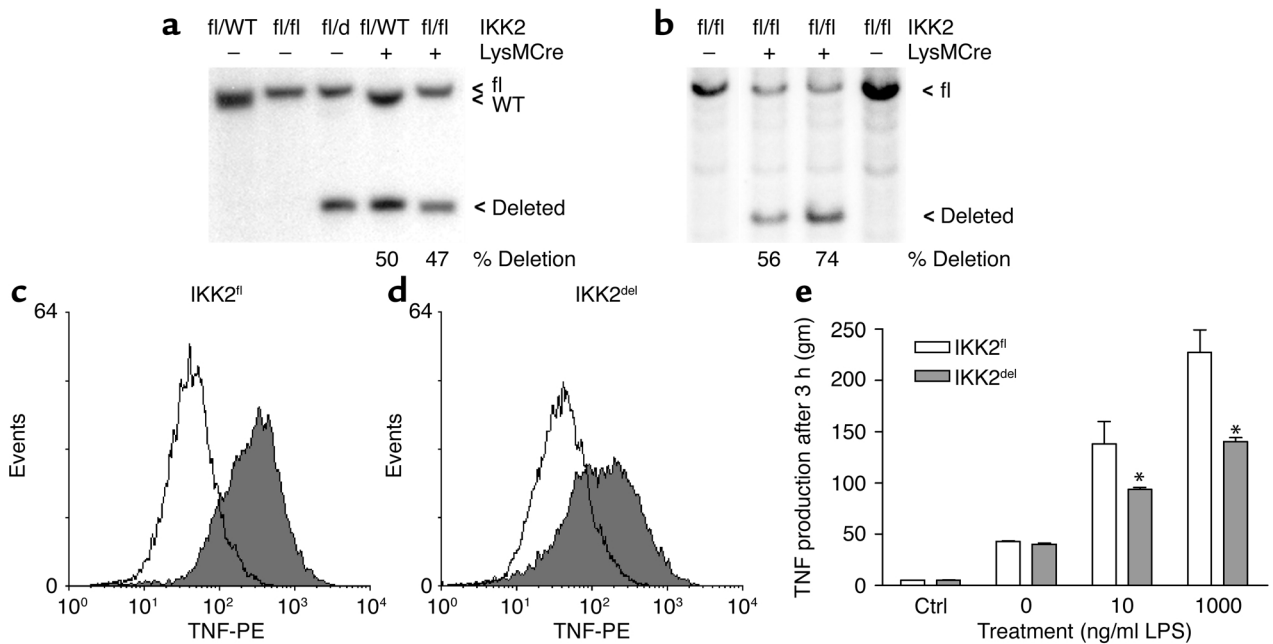 a
fl/WT fl/fl fl/d fl/WT fl/fl IKK2
– – – + + LysMCre
< fl
< WT
< Deleted
50 47 % Deletion
b
fl/fl fl/fl fl/fl fl/fl IKK2
– + + – LysMCre
< fl
< Deleted
56 74 % Deletion
c
IKK2fl
64
Events
0
10⁰ 10¹ 10² 10³ 10⁴
TNF-PE
d
IKK2del
64
Events
0
10⁰ 10¹ 10² 10³ 10⁴
TNF-PE
e
TNF production after 3 h (gm)
250
200
150
100
50
0
IKK2fl
IKK2del
*
*
Ctrl 0 10 1000
Treatment (ng/ml LPS)